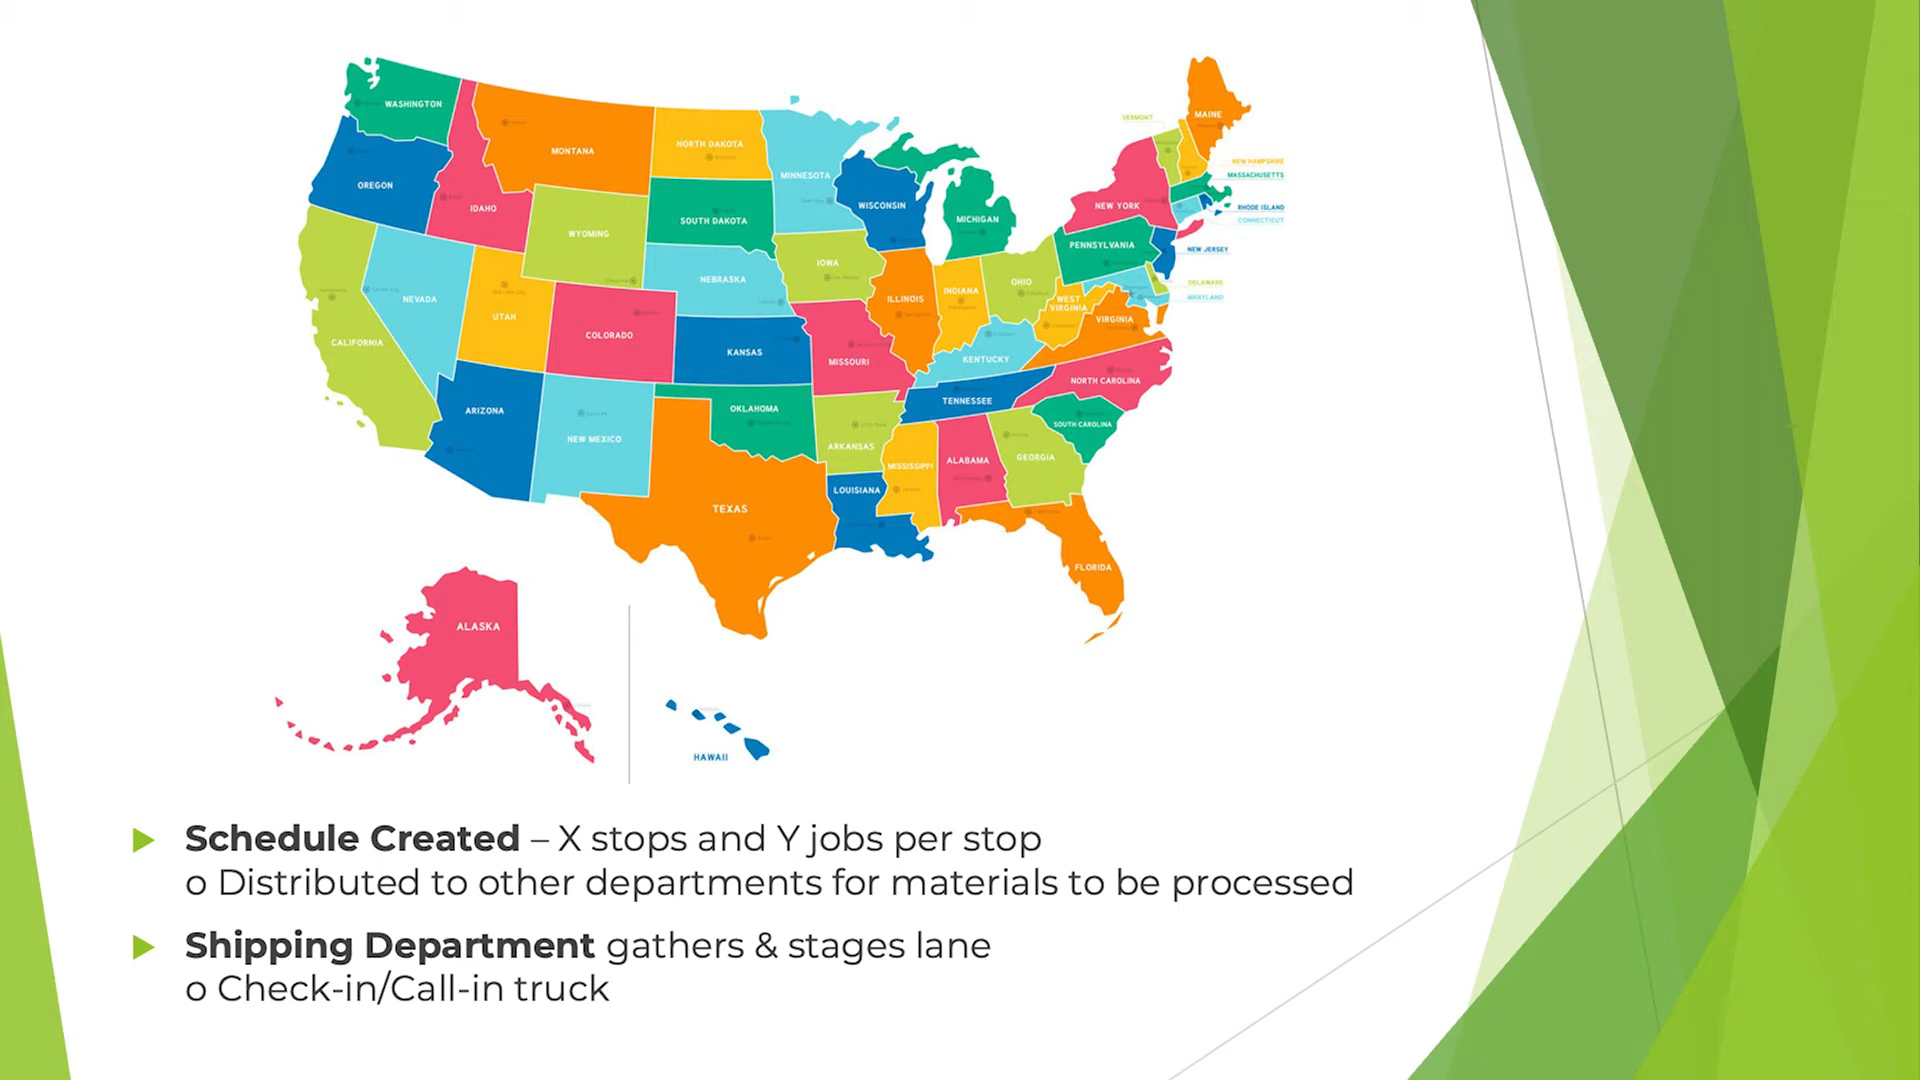 WASHINGTON
MAINE
VERMONT
MONTANA
NORTH DAKOTA
MINNESOTA
NEW HAMPSHIRE
MASSACHUSETTS
OREGON
IDAHO
WISCONSIN
NEW YORK
RHODE ISLAND
CONNECTICUT
SOUTH DAKOTA
MICHIGAN
WYOMING
PENNSYLVANIA
NEW JERSEY
IOWA
NEBRASKA
OHIO
DELAWARE
INDIANA
MARYLAND
NEVADA
ILLINOIS
WEST
VIRGINIA
UTAH
VIRGINIA
COLORADO
CALIFORNIA
KANSAS
MISSOURI
KENTUCKY
NORTH CAROLINA
TENNESSEE
ARIZONA
OKLAHOMA
SOUTH CAROLINA
NEW MEXICO
ARKANSAS
GEORGIA
ALABAMA
MISSISSIPPI
LOUISIANA
TEXAS
FLORIDA
ALASKA
HAWAII
Schedule Created – X stops and Y jobs per stop
o Distributed to other departments for materials to be processed
Shipping Department gathers & stages lane
o Check-in/Call-in truck